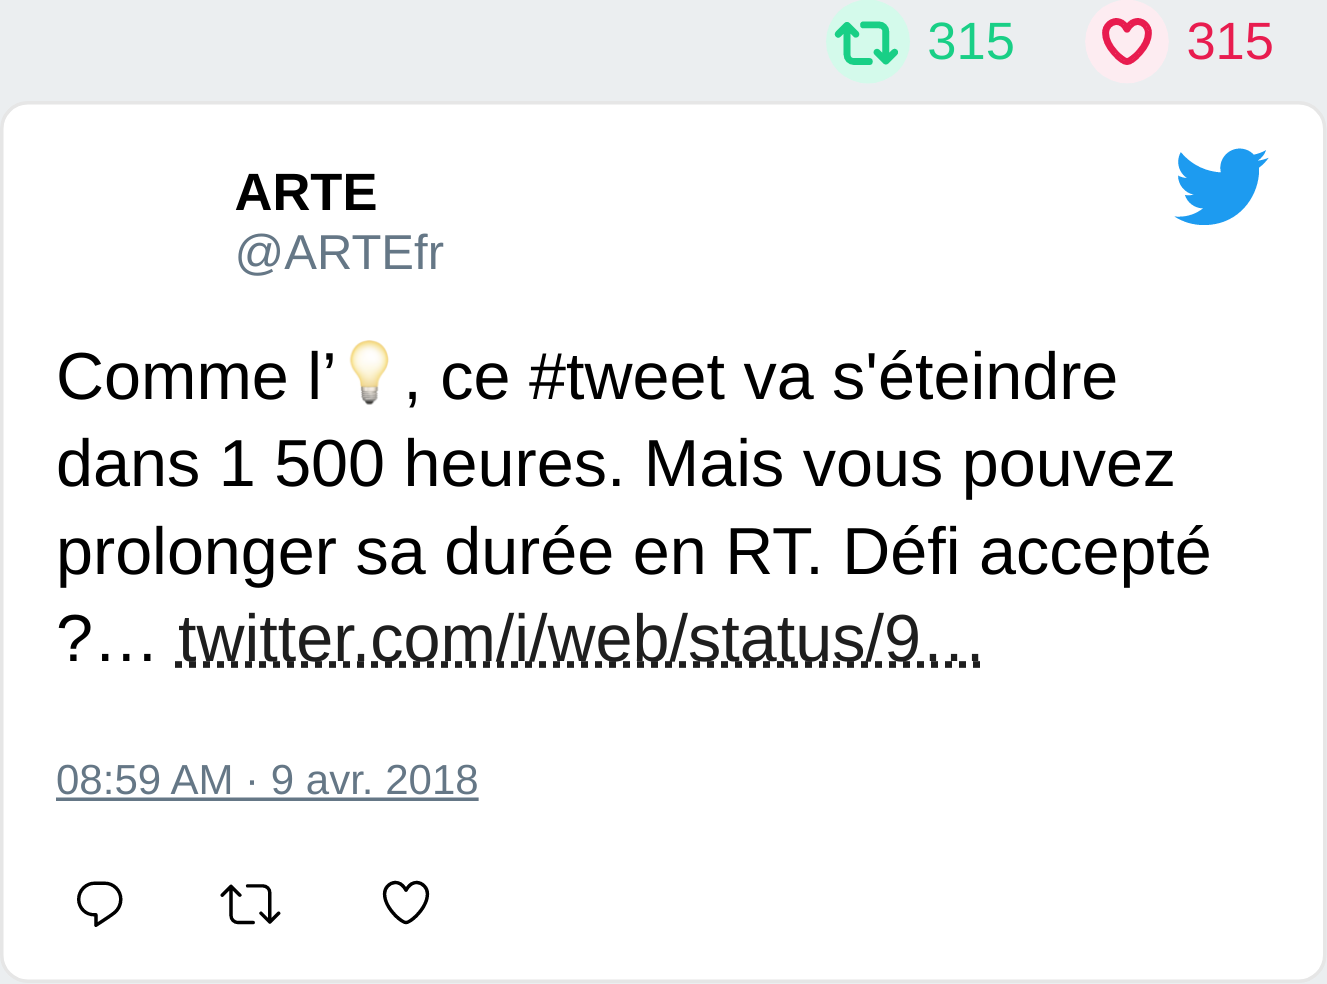 315 315
ARTE
@ARTEfr
Comme l’💡, ce #tweet va s'éteindre
dans 1 500 heures. Mais vous pouvez
prolonger sa durée en RT. Défi accepté
?… twitter.com/i/web/status/9…
08:59 AM · 9 avr. 2018